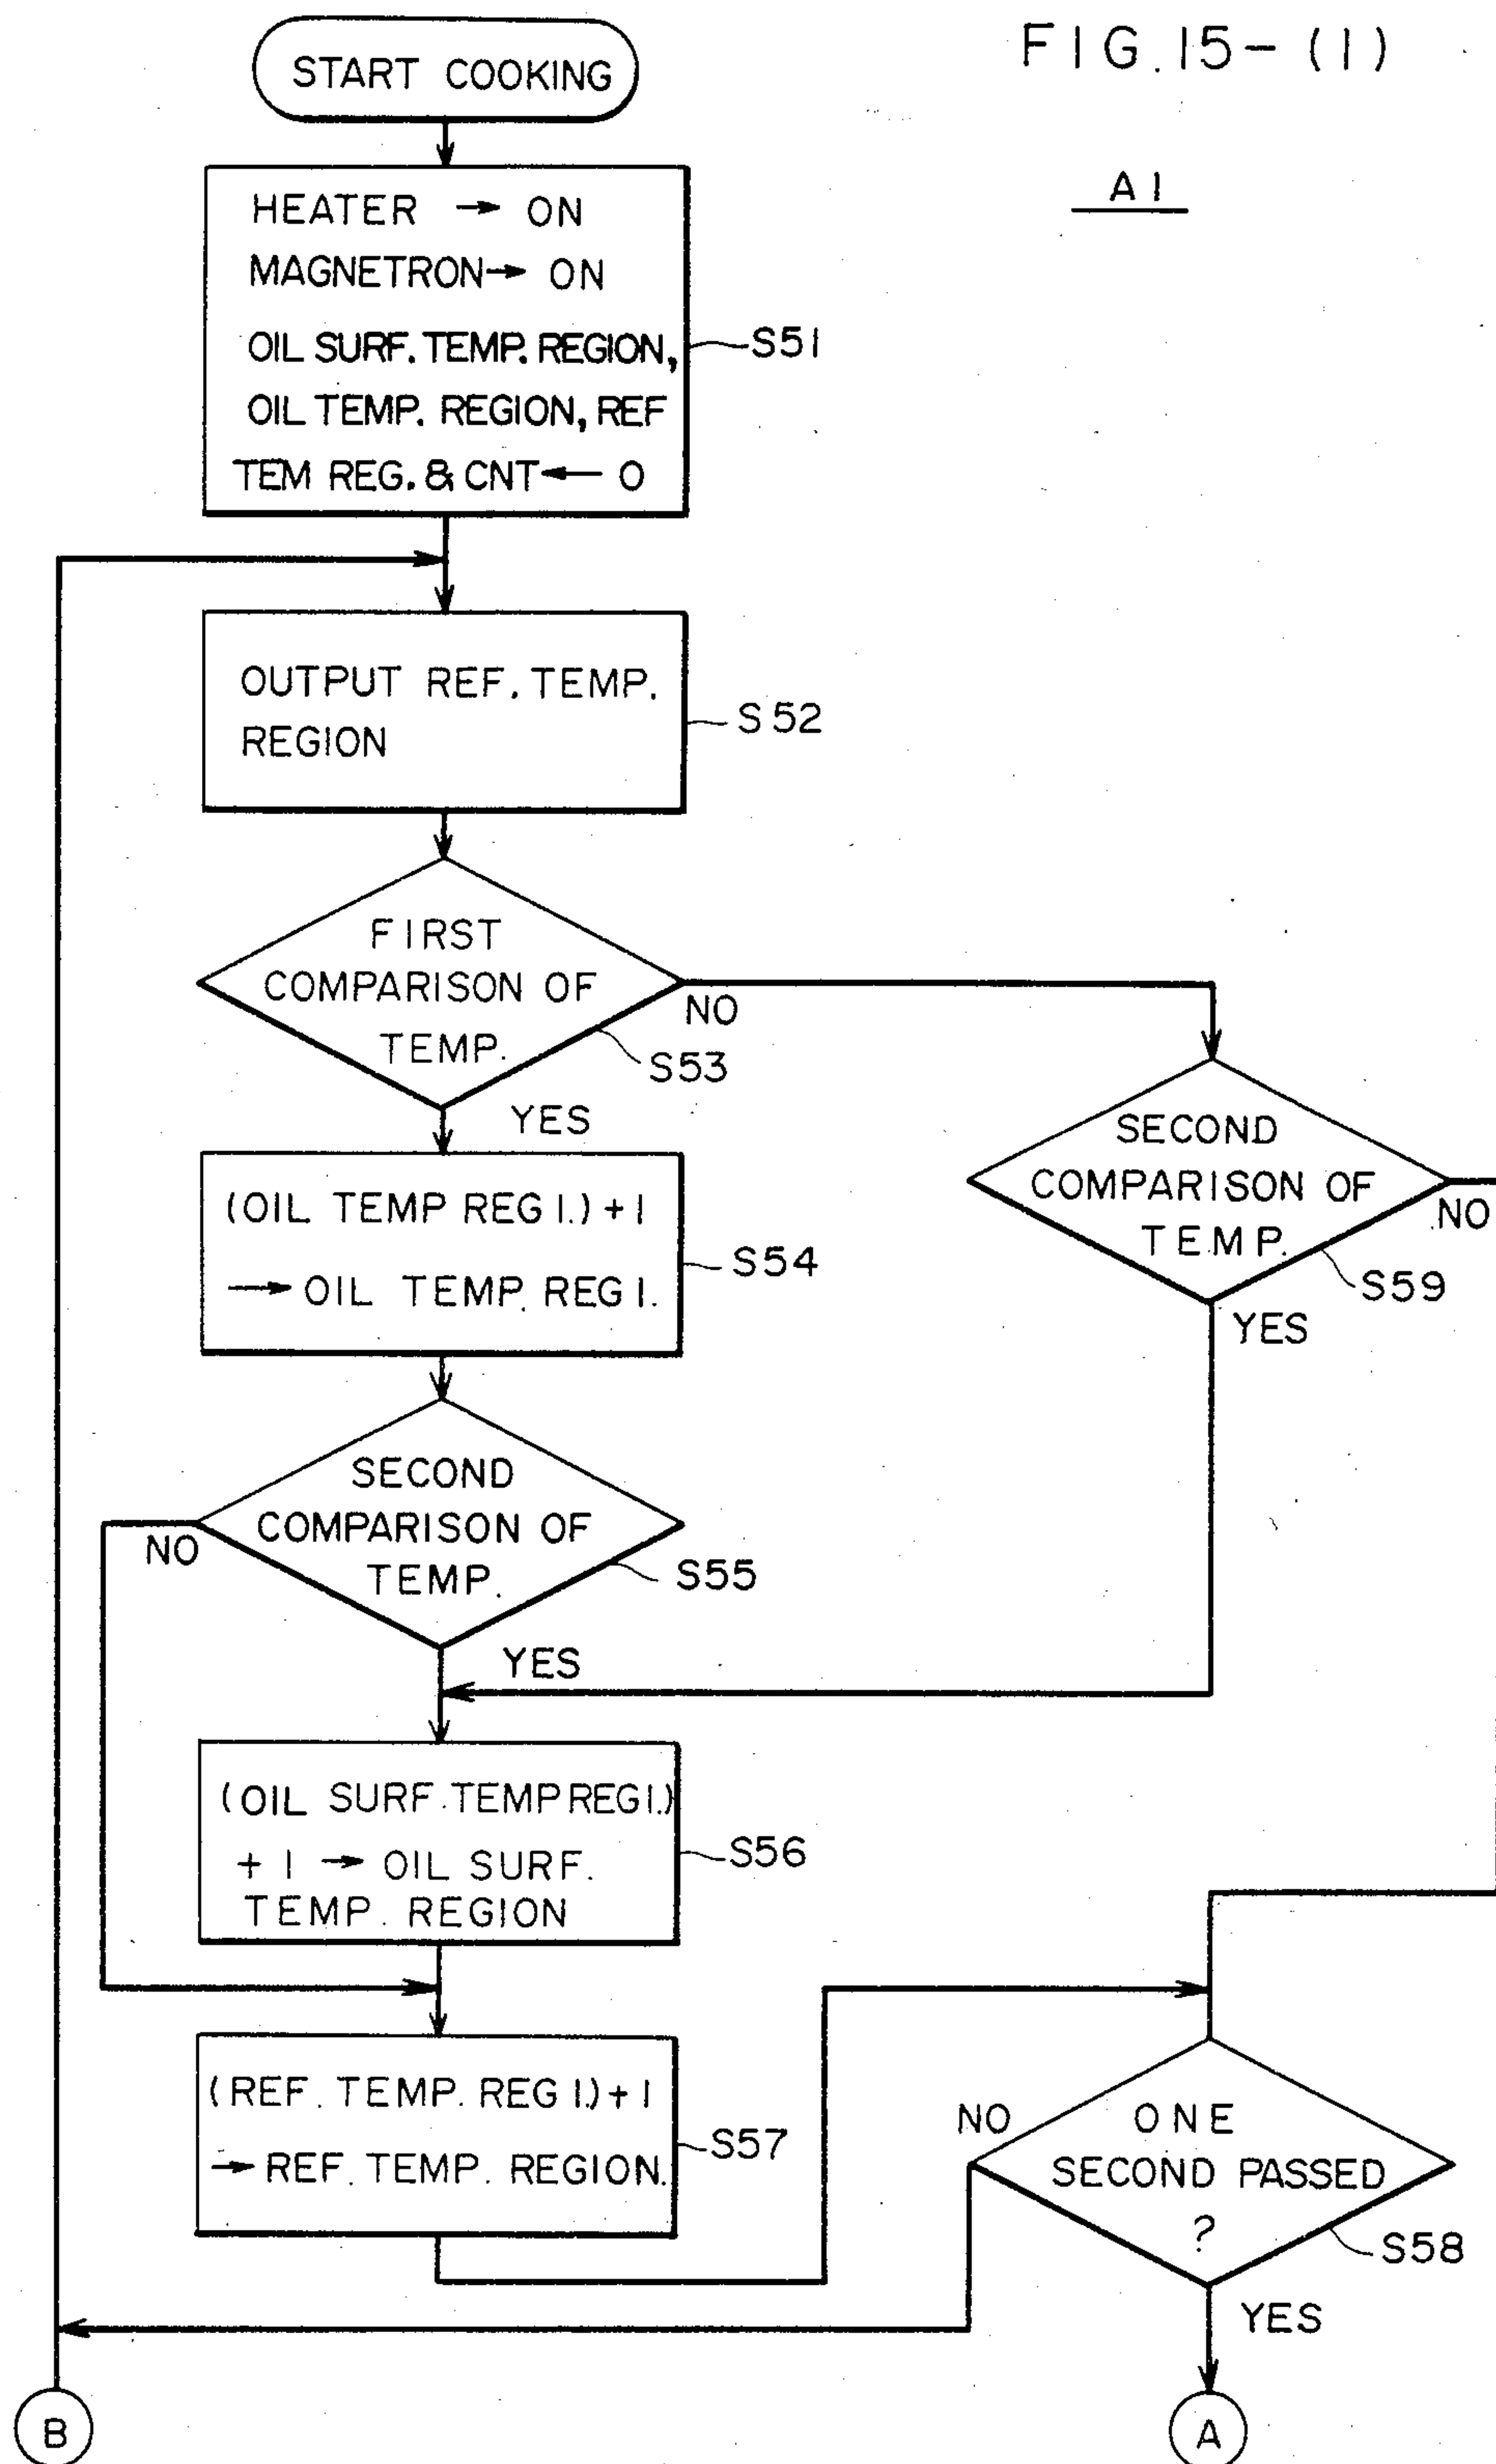 FIG.15-(1)
A1
START COOKING
HEATER → ON
MAGNETRON→ ON
OIL SURF. TEMP. REGION,
OIL TEMP. REGION, REF
TEM REG. & CNT← 0
S51
OUTPUT REF. TEMP.
REGION
S52
FIRST
COMPARISON OF
TEMP.
S53
NO
YES
(OIL TEMP REGI.)+1
→ OIL TEMP. REGI.
S54
SECOND
COMPARISON OF
TEMP.
S59
NO
YES
SECOND
COMPARISON OF
TEMP.
S55
NO
YES
(OIL SURF. TEMP REGI.)
+ 1 → OIL SURF.
TEMP. REGION
S56
(REF. TEMP. REGI.)+1
→ REF. TEMP. REGION.
S57
NO
ONE
SECOND PASSED
?
S58
YES
B
A